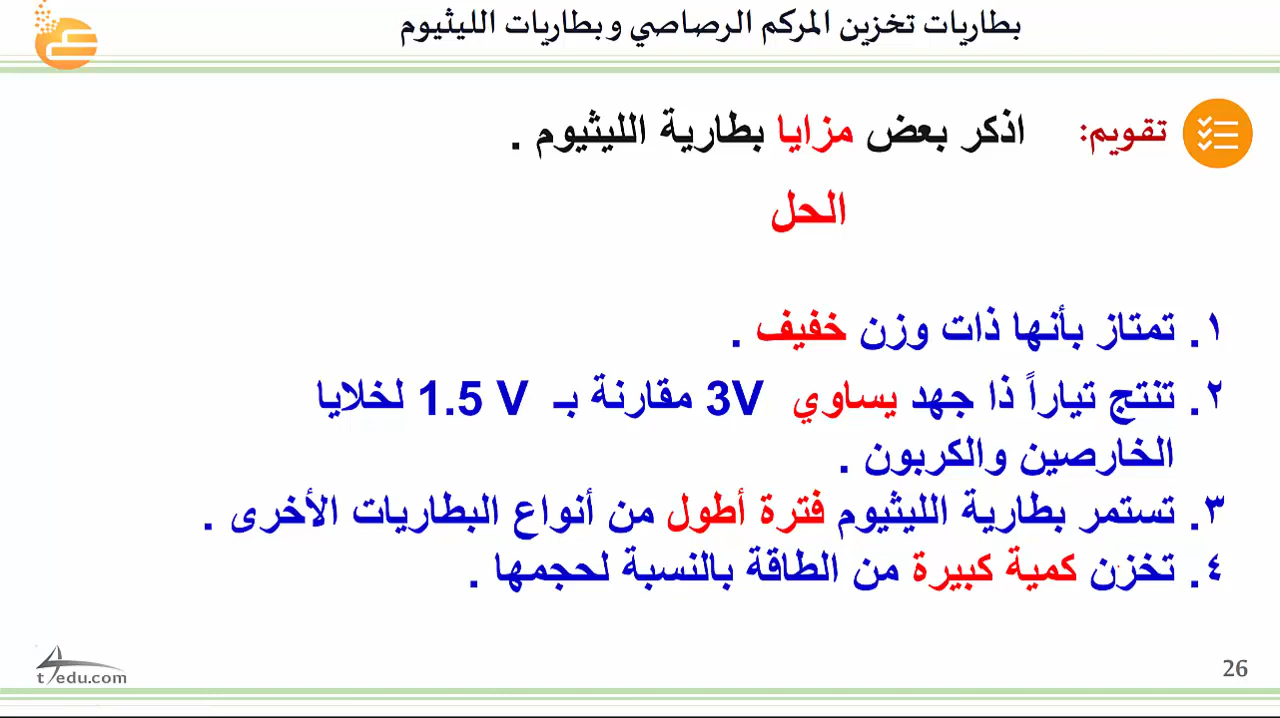 بطاريات تخزين المركم الرصاصي وبطاريات الليثيوم
تقويم: اذكر بعض مزايا بطارية الليثيوم .
الحل
١. تمتاز بأنها ذات وزن خفيف .
٢. تنتج تياراً ذا جهد يساوي 3V مقارنة بـ 1.5 V لخلايا
الخارصين والكربون .
٣. تستمر بطارية الليثيوم فترة أطول من أنواع البطاريات الأخرى .
٤. تخزن كمية كبيرة من الطاقة بالنسبة لحجمها .
t4edu.com
26